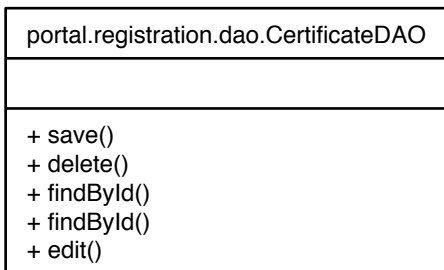 portal.registration.dao.CertificateDAO
+ save()
+ delete()
+ findById()
+ findById()
+ edit()